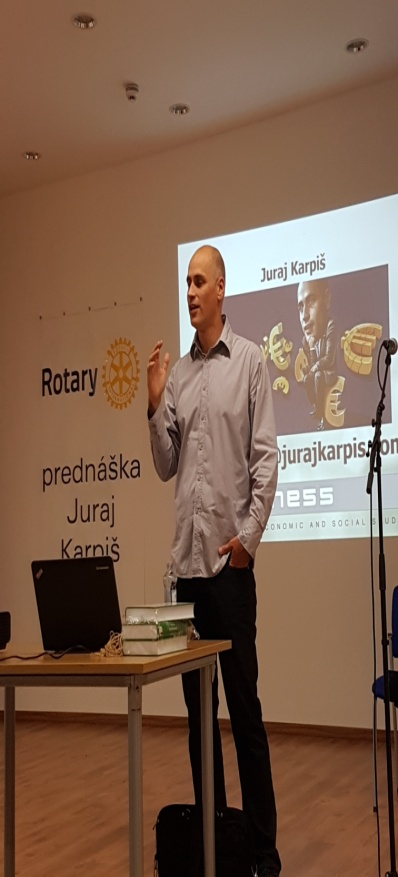 Rotary
prednáška
Juraj
Karpiš
Juraj Karpiš
@jurajkarpis.com
ness
ECONOMIC AND SOCIAL STUD